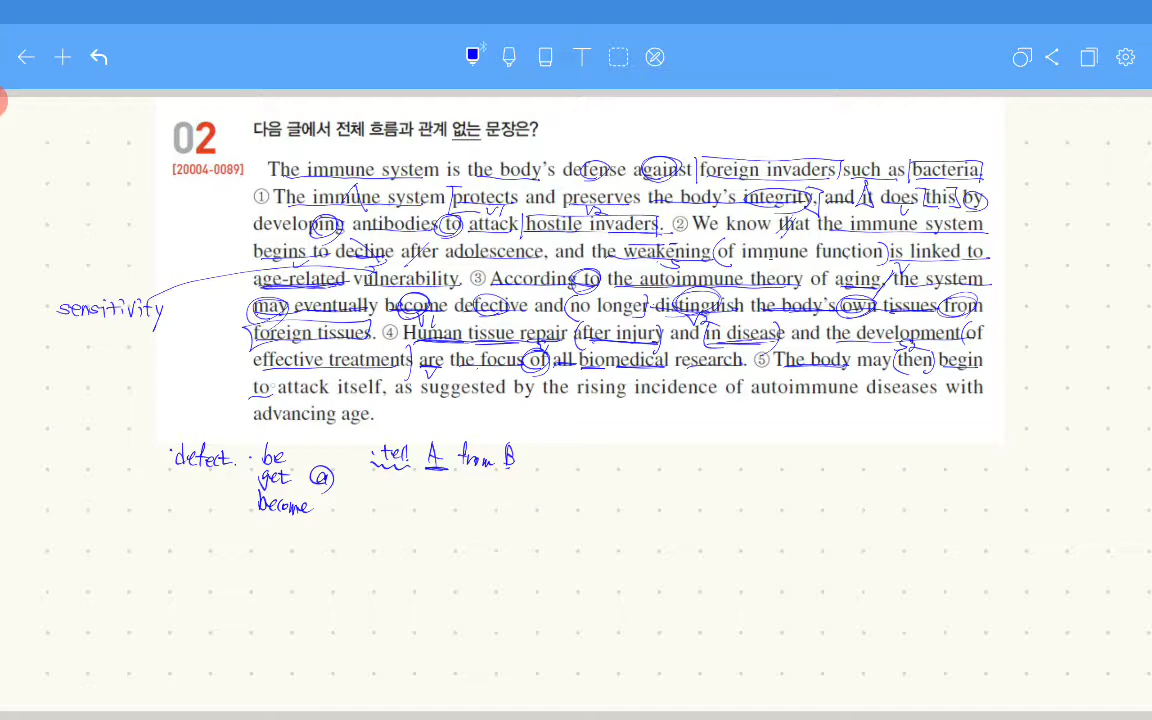 02
다음 글에서 전체 흐름과 관계 없는 문장은?
[20004-0089]
The immune system is the body's defense against foreign invaders such as bacteria.
① The immune system protects and preserves the body's integrity, and it does this by
developing antibodies to attack hostile invaders. ② We know that the immune system
begins to decline after adolescence, and the weakening of immune function is linked to
age-related vulnerability. ③ According to the autoimmune theory of aging, the system
may eventually become defective and no longer distinguish the body's own tissues from
foreign tissues. ④ Human tissue repair after injury and in disease and the development of
effective treatments are the focus of all biomedical research. ⑤ The body may then begin
to attack itself, as suggested by the rising incidence of autoimmune diseases with
advancing age.
sensitivity
defect. · be
get ⓐ
become
· tell A from B